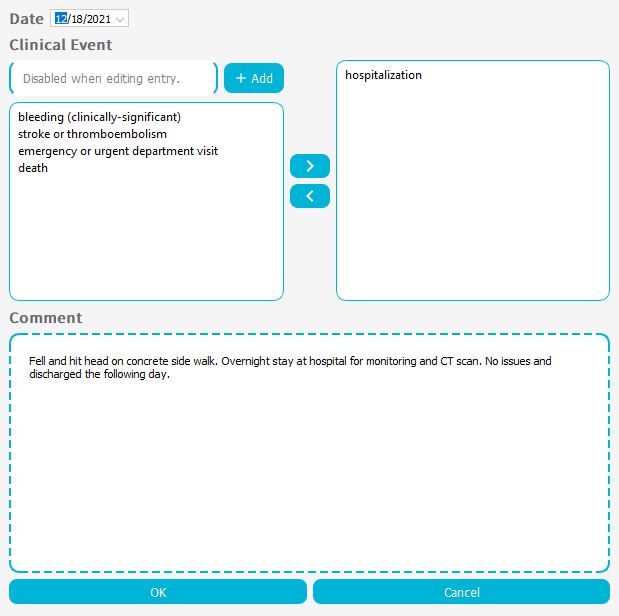 Date 12/18/2021
Clinical Event
Disabled when editing entry.
+ Add
bleeding (clinically-significant)
stroke or thromboembolism
emergency or urgent department visit
death
>
<
hospitalization
Comment
Fell and hit head on concrete side walk. Overnight stay at hospital for monitoring and CT scan. No issues and
discharged the following day.
OK
Cancel